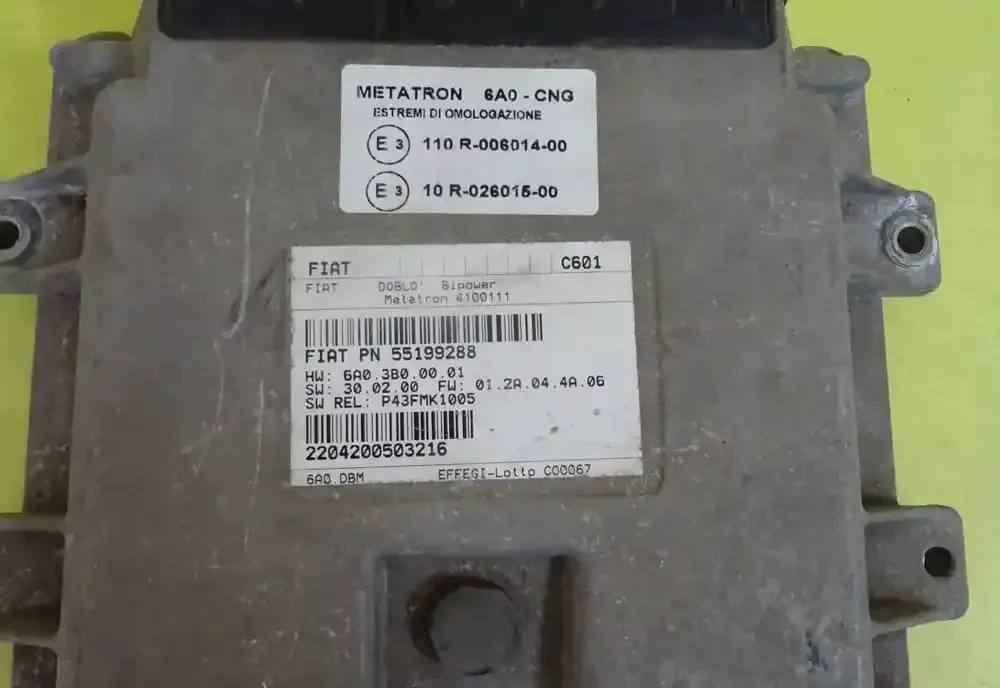 METATRON 6A0 - CNG
ESTREMI DI OMOLOGAZIONE
E 3 110 R-006014-00
E 3 10 R-026015-00
FIAT C601
FIAT DOBLO' Bipower
Metatron 4100111
FIAT PN 55199288
HW: 6A0.3B0.00.01
SW: 30.02.00 FW: 01.2A.04.4A.06
SW REL: P43FMK1005
2204200503216
6A0.DBM EFFEGI-Lotto C00067